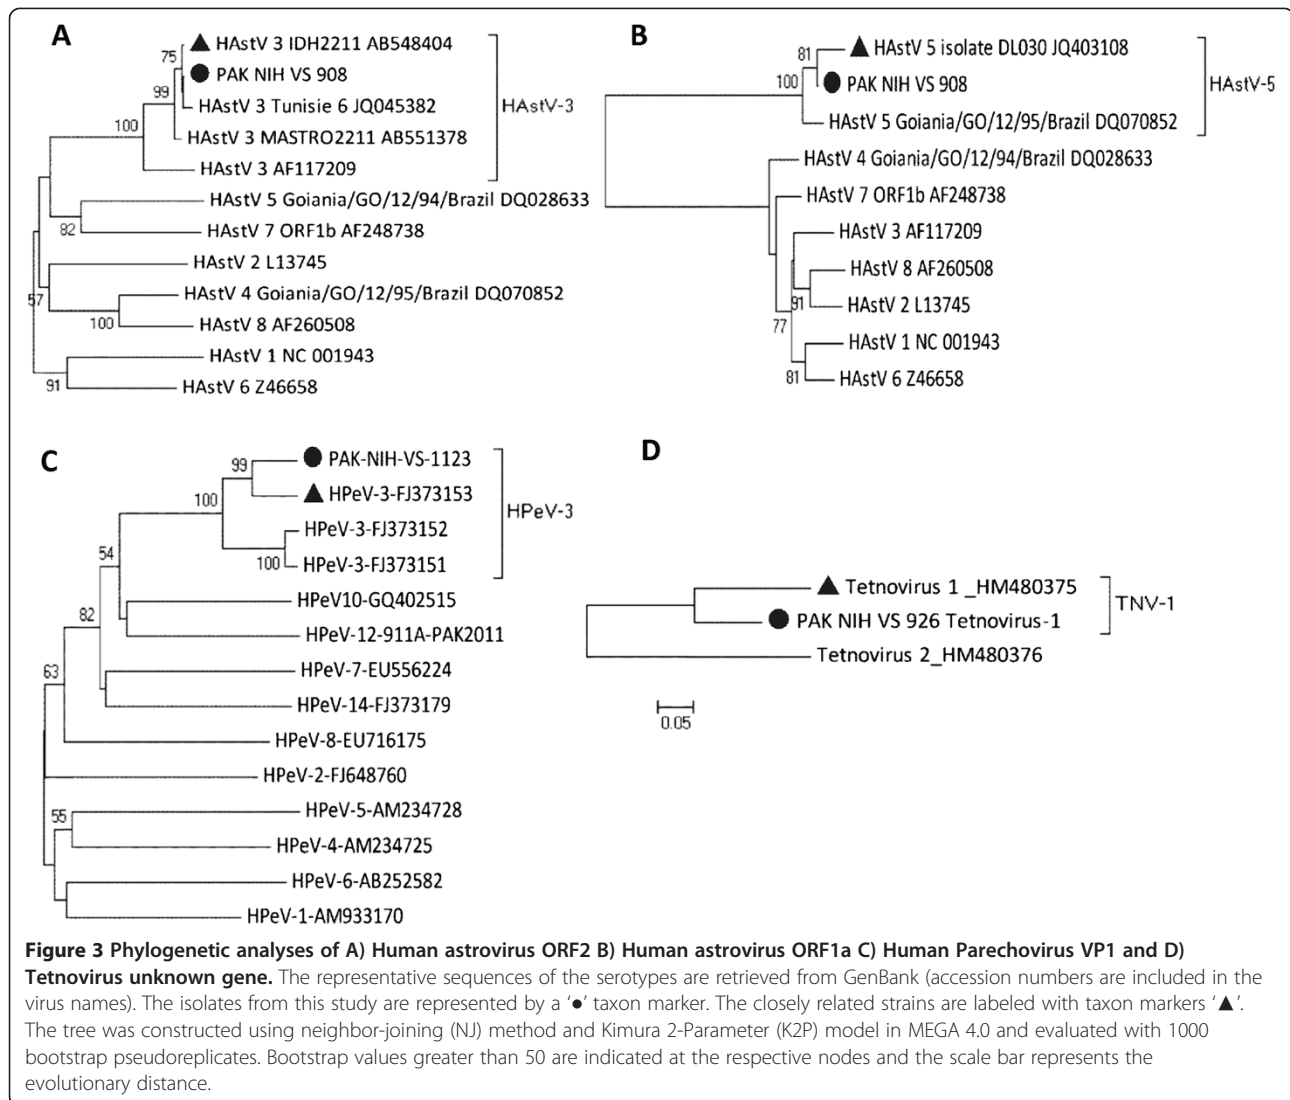 A
75
▲ HAstV 3 IDH2211 AB548404
● PAK NIH VS 908
99
HAstV 3 Tunisie 6 JQ045382
HAstV-3
100
HAstV 3 MASTRO2211 AB551378
HAstV 3 AF117209
HAstV 5 Goiania/GO/12/94/Brazil DQ028633
82
HAstV 7 ORF1b AF248738
HAstV 2 L13745
57
HAstV 4 Goiania/GO/12/95/Brazil DQ070852
100
HAstV 8 AF260508
HAstV 1 NC 001943
91
HAstV 6 Z46658
B
81
▲ HAstV 5 isolate DL030 JQ403108
100
● PAK NIH VS 908
HAstV-5
HAstV 5 Goiania/GO/12/95/Brazil DQ070852
HAstV 4 Goiania/GO/12/94/Brazil DQ028633
HAstV 7 ORF1b AF248738
HAstV 3 AF117209
HAstV 8 AF260508
91
HAstV 2 L13745
77
HAstV 1 NC 001943
81
HAstV 6 Z46658
C
99
● PAK-NIH-VS-1123
100
▲ HPeV-3-FJ373153
HPeV-3
HPeV-3-FJ373152
54
100
HPeV-3-FJ373151
HPeV10-GQ402515
82
HPeV-12-911A-PAK2011
63
HPeV-7-EU556224
HPeV-14-FJ373179
HPeV-8-EU716175
HPeV-2-FJ648760
55
HPeV-5-AM234728
HPeV-4-AM234725
HPeV-6-AB252582
HPeV-1-AM933170
D
▲ Tetnovirus 1 _HM480375
TNV-1
● PAK NIH VS 926 Tetnovirus-1
Tetnovirus 2_HM480376
0.05
Figure 3 Phylogenetic analyses of A) Human astrovirus ORF2 B) Human astrovirus ORF1a C) Human Parechovirus VP1 and D)
Tetnovirus unknown gene. The representative sequences of the serotypes are retrieved from GenBank (accession numbers are included in the
virus names). The isolates from this study are represented by a '●' taxon marker. The closely related strains are labeled with taxon markers '▲'.
The tree was constructed using neighbor-joining (NJ) method and Kimura 2-Parameter (K2P) model in MEGA 4.0 and evaluated with 1000
bootstrap pseudoreplicates. Bootstrap values greater than 50 are indicated at the respective nodes and the scale bar represents the
evolutionary distance.